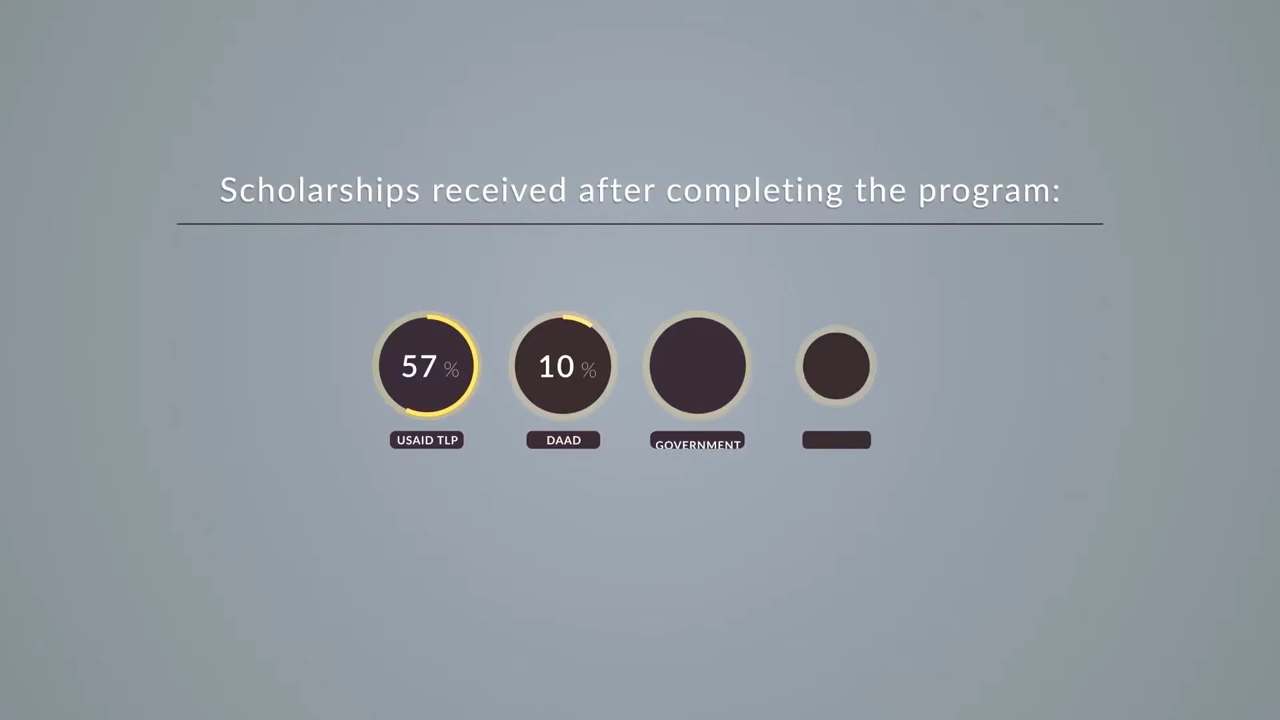 Scholarships received after completing the program:
57 %
10 %
USAID TLP
DAAD
GOVERNMENT